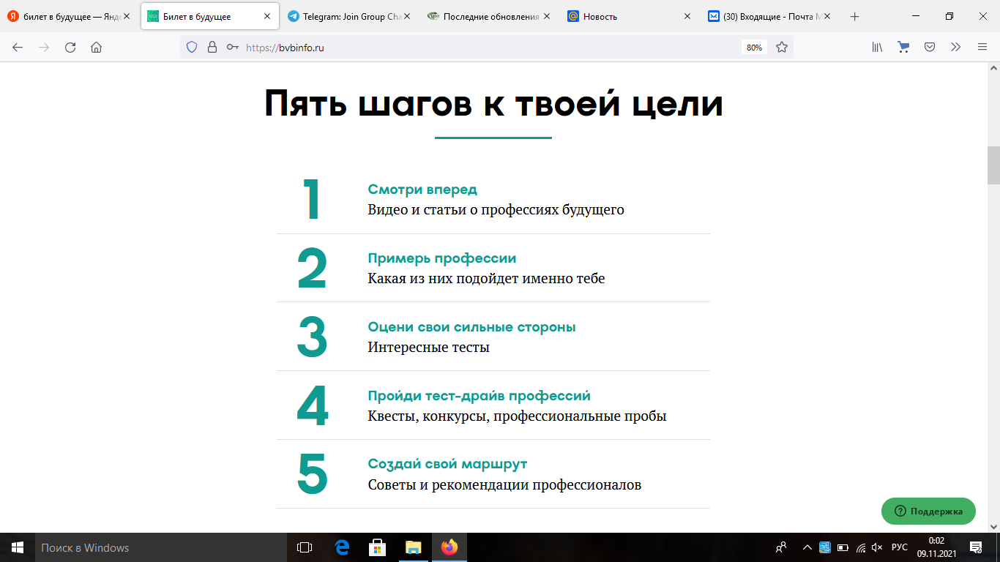 билет в будущее — Янде
Билет в будущее
Telegram: Join Group Cha
Последние обновления
Новость
(30) Входящие - Почта M
https://bvbinfo.ru
80%
Пять шагов к твоей цели
1
Смотри вперед
Видео и статьи о профессиях будущего
2
Примерь профессии
Какая из них подойдет именно тебе
3
Оцени свои сильные стороны
Интересные тесты
4
Пройди тест-драйв профессий
Квесты, конкурсы, профессиональные пробы
5
Создай свой маршрут
Советы и рекомендации профессионалов
Поддержка
Поиск в Windows
РУС
0:02
09.11.2021